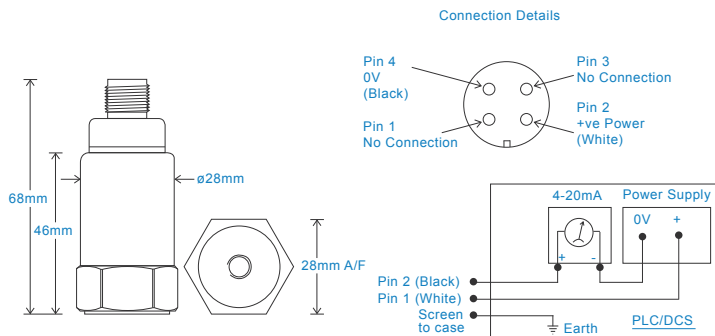 Connection Details
Pin 4
0V
(Black)
Pin 3
No Connection
Pin 1
No Connection
Pin 2
+ve Power
(White)
68mm
46mm
ø28mm
28mm A/F
4-20mA
Power Supply
0V +
+ -
Pin 2 (Black)
Pin 1 (White)
Screen
to case
Earth
PLC/DCS